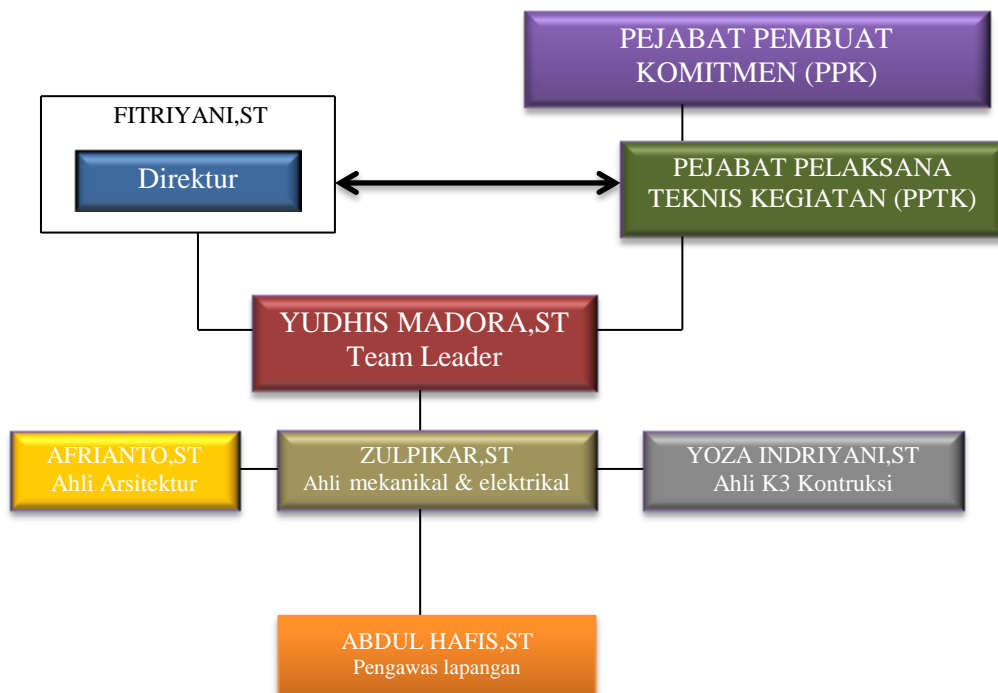 PEJABAT PEMBUAT
KOMITMEN (PPK)
FITRIYANI,ST
Direktur
PEJABAT PELAKSANA
TEKNIS KEGIATAN (PPTK)
YUDHIS MADORA,ST
Team Leader
AFRIANTO,ST
Ahli Arsitektur
ZULPIKAR,ST
Ahli mekanikal & elektrikal
YOZA INDRIYANI,ST
Ahli K3 Kontruksi
ABDUL HAFIS,ST
Pengawas lapangan